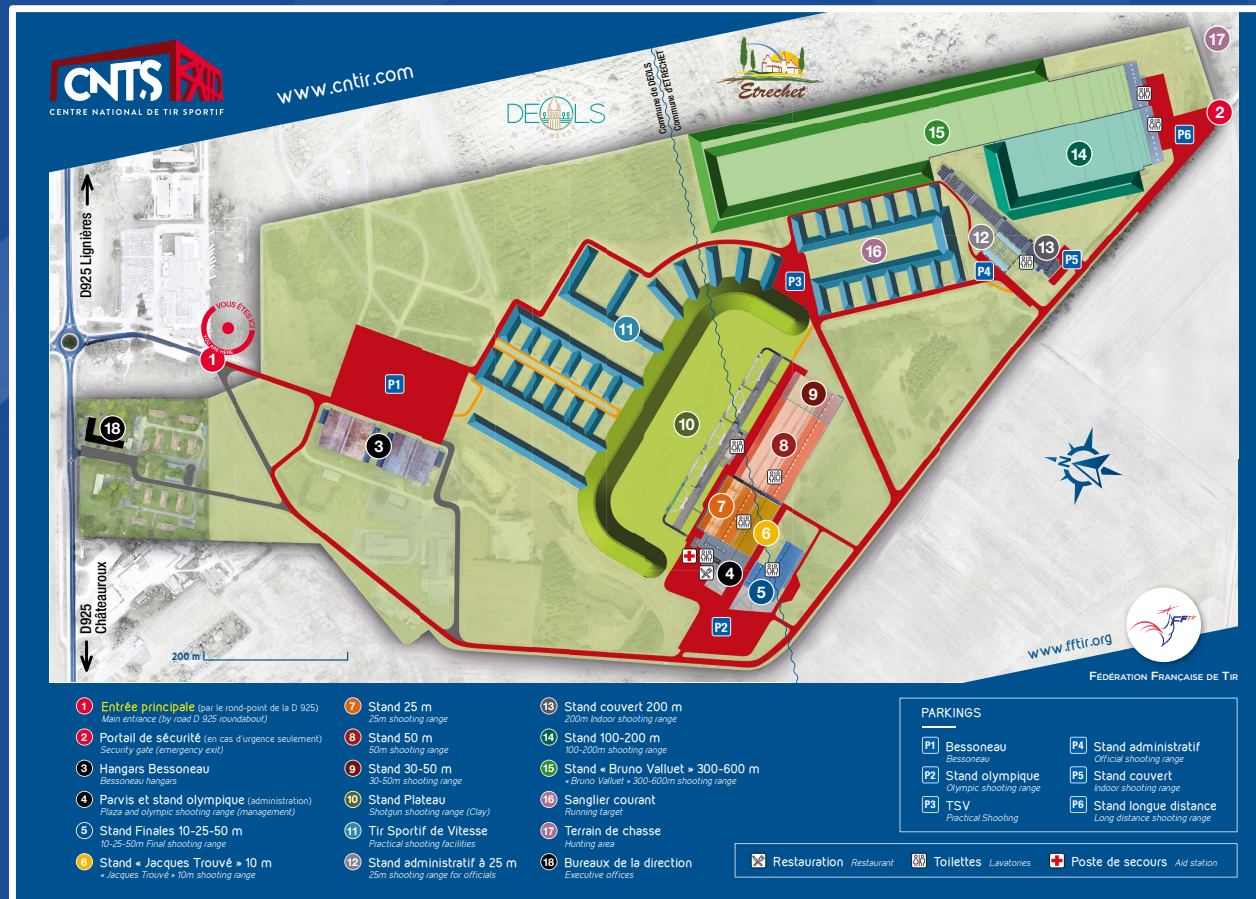 CNTS
CENTRE NATIONAL DE TIR SPORTIF
www.cntir.com
VILLE DE
DEOLS
EN BERRY
Commune de DEOLS
Commune d'ETRECHET
Etrechet
17
2
P6
15
14
D925 Lignières
12
13
16
P5
P4
P3
VOUS ÊTES ICI
YOU ARE HERE
1
11
P1
9
10
18
3
8
7
6
4
5
P2
D925
Châteauroux
200 m
N
www.fftir.org
FFTir
FÉDÉRATION FRANÇAISE DE TIR
1 Entrée principale (par le rond-point de la D 925)
Main entrance (by road D 925 roundabout)
2 Portail de sécurité (en cas d'urgence seulement)
Security gate (emergency exit)
3 Hangars Bessoneau
Bessoneau hangars
4 Parvis et stand olympique (administration)
Plaza and olympic shooting range (management)
5 Stand Finales 10-25-50 m
10-25-50m Final shooting range
6 Stand « Jacques Trouvé » 10 m
« Jacques Trouvé » 10m shooting range
7 Stand 25 m
25m shooting range
8 Stand 50 m
50m shooting range
9 Stand 30-50 m
30-50m shooting range
10 Stand Plateau
Shotgun shooting range (Clay)
11 Tir Sportif de Vitesse
Practical shooting facilities
12 Stand administratif à 25 m
25m shooting range for officials
13 Stand couvert 200 m
200m Indoor shooting range
14 Stand 100-200 m
100-200m shooting range
15 Stand « Bruno Valluet » 300-600 m
« Bruno Valluet » 300-600m shooting range
16 Sanglier courant
Running target
17 Terrain de chasse
Hunting area
18 Bureaux de la direction
Executive offices
PARKINGS
P1 Bessoneau
Bessoneau
P2 Stand olympique
Olympic shooting range
P3 TSV
Practical Shooting
P4 Stand administratif
Official shooting range
P5 Stand couvert
Indoor shooting range
P6 Stand longue distance
Long distance shooting range
Restauration Restaurant
Toilettes Lavatories
Poste de secours Aid station